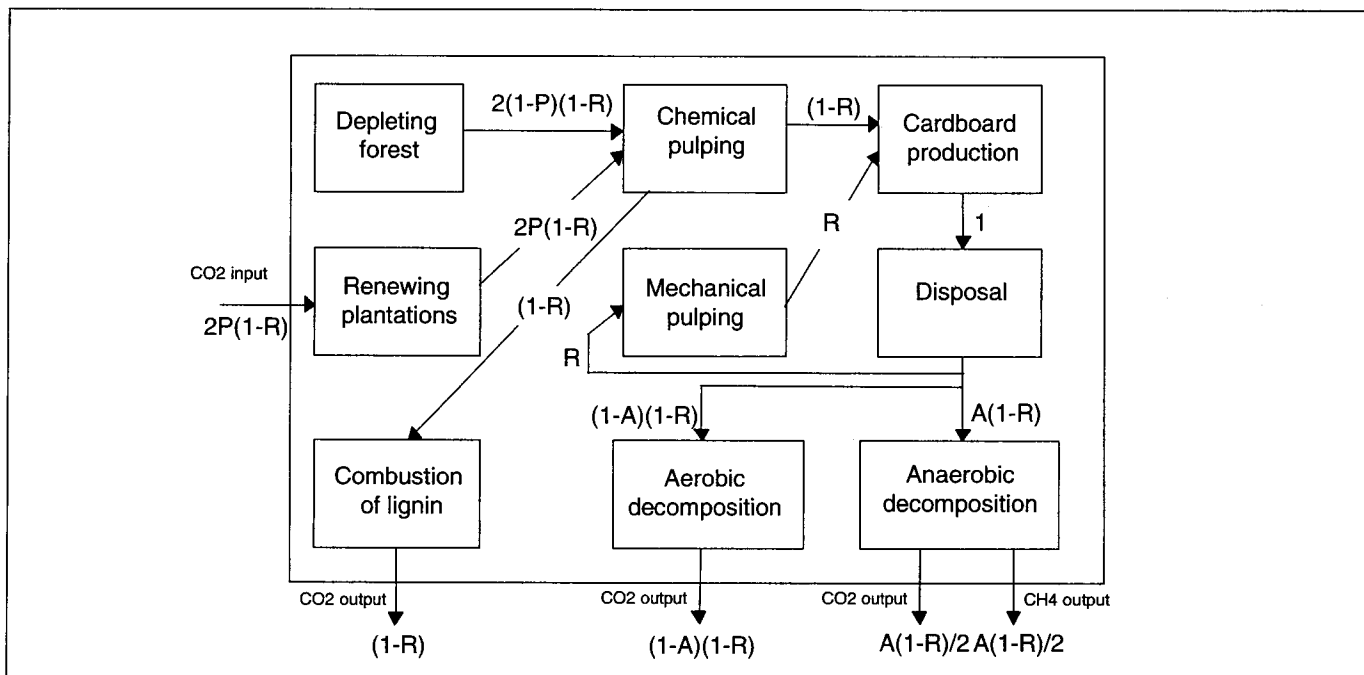 Depleting
forest
2(1-P)(1-R)
Chemical
pulping
(1-R)
Cardboard
production
2P(1-R)
R
1
CO2 input
2P(1-R)
Renewing
plantations
(1-R)
Mechanical
pulping
Disposal
R
(1-A)(1-R)
A(1-R)
Combustion
of lignin
Aerobic
decomposition
Anaerobic
decomposition
CO2 output
CO2 output
CO2 output
CH4 output
(1-R)
(1-A)(1-R)
A(1-R)/2
A(1-R)/2